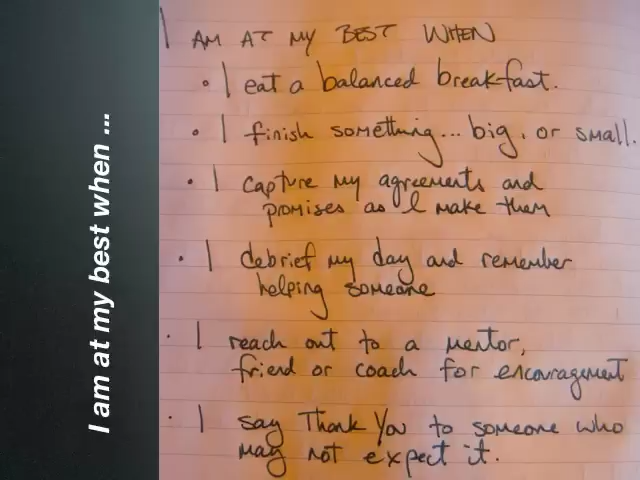 I am at my best when ...
I AM AT MY BEST WHEN
• I eat a balanced breakfast.
• I finish something... big, or small.
• I capture my agreements and
promises as I make them
• I debrief my day and remember
helping someone
• I reach out to a mentor,
friend or coach for encouragement
• I say Thank You to someone who
may not expect it.